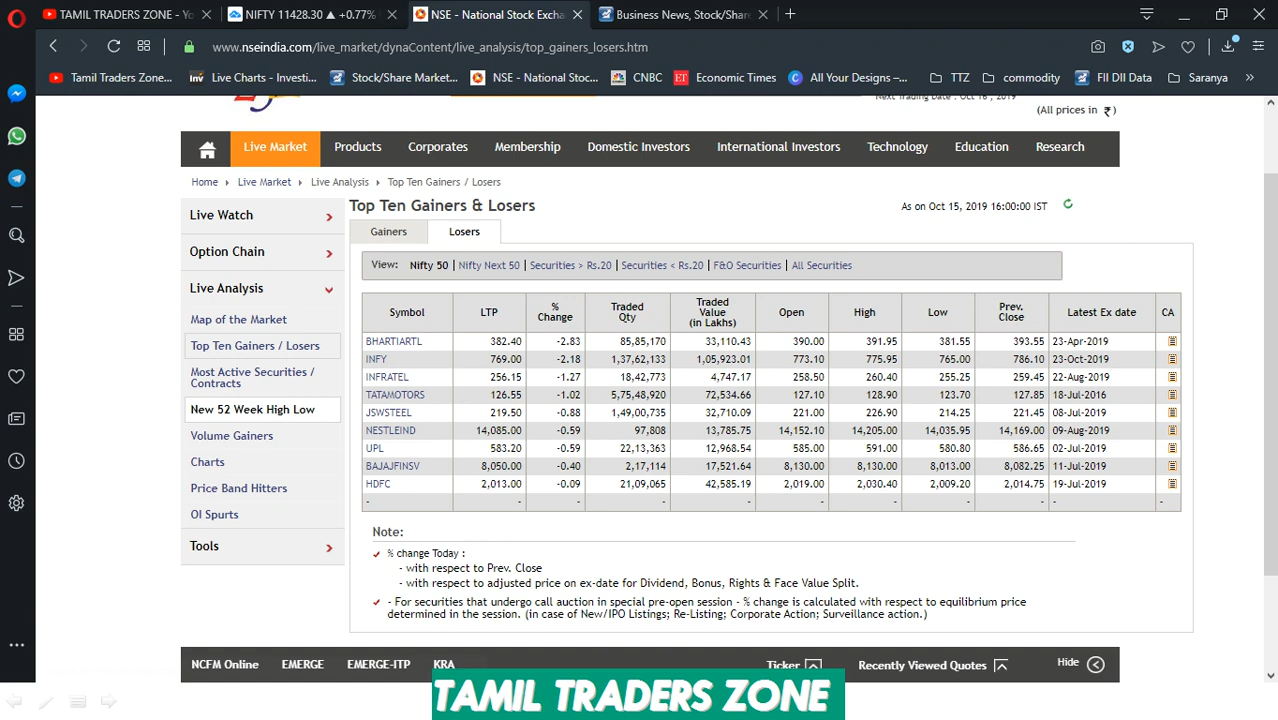 TAMIL TRADERS ZONE - Yo
NIFTY 11428.30 ▲ +0.77%
NSE - National Stock Excha
Business News, Stock/Share
www.nseindia.com/live_market/dynaContent/live_analysis/top_gainers_losers.htm
Tamil Traders Zone...
Live Charts - Investi...
Stock/Share Market...
NSE - National Stoc...
CNBC
Economic Times
All Your Designs –...
TTZ
commodity
FII DII Data
Saranya
Next Trading Date : Oct 16 , 2019
(All prices in ₹)
Live Market
Products
Corporates
Membership
Domestic Investors
International Investors
Technology
Education
Research
Home Live Market Live Analysis Top Ten Gainers / Losers
Live Watch
Option Chain
Live Analysis
Map of the Market
Top Ten Gainers / Losers
Most Active Securities /
Contracts
New 52 Week High Low
Volume Gainers
Charts
Price Band Hitters
OI Spurts
Tools
Top Ten Gainers & Losers
As on Oct 15, 2019 16:00:00 IST
Gainers
Losers
View: Nifty 50 | Nifty Next 50 | Securities > Rs.20 | Securities < Rs.20 | F&O Securities | All Securities
Symbol LTP % Change Traded Qty Traded Value (in Lakhs) Open High Low Prev. Close Latest Ex date CA
BHARTIARTL 382.40 -2.83 85,85,170 33,110.43 390.00 391.95 381.55 393.55 23-Apr-2019
INFY 769.00 -2.18 1,37,62,133 1,05,923.01 773.10 775.95 765.00 786.10 23-Oct-2019
INFRATEL 256.15 -1.27 18,42,773 4,747.17 258.50 260.40 255.25 259.45 22-Aug-2019
TATAMOTORS 126.55 -1.02 5,75,48,920 72,534.66 127.10 128.90 123.70 127.85 18-Jul-2016
JSWSTEEL 219.50 -0.88 1,49,00,735 22,710.09 221.00 226.90 214.25 221.45 08-Jul-2019
NESTLEIND 14,085.00 -0.59 97,808 13,785.75 14,152.10 14,205.00 14,035.95 14,169.00 09-Aug-2019
UPL 583.20 -0.59 22,13,363 12,968.54 585.00 591.00 580.80 586.65 02-Jul-2019
BAJAJFINSV 8,050.00 -0.40 2,17,114 17,521.64 8,130.00 8,130.00 8,013.00 8,082.25 11-Jul-2019
HDFC 2,013.00 -0.09 21,09,065 42,585.19 2,019.00 2,030.40 2,009.20 2,014.75 19-Jul-2019
- - - - - - - - - - -
Note:
% change Today :
- with respect to Prev. Close
- with respect to adjusted price on ex-date for Dividend, Bonus, Rights & Face Value Split.
- For securities that undergo call auction in special pre-open session - % change is calculated with respect to equilibrium price
determined in the session. (in case of New/IPO Listings; Re-Listing; Corporate Action; Surveillance action.)
NCFM Online
EMERGE
EMERGE-ITP
KRA
Ticker
Recently Viewed Quotes
Hide
TAMIL TRADERS ZONE